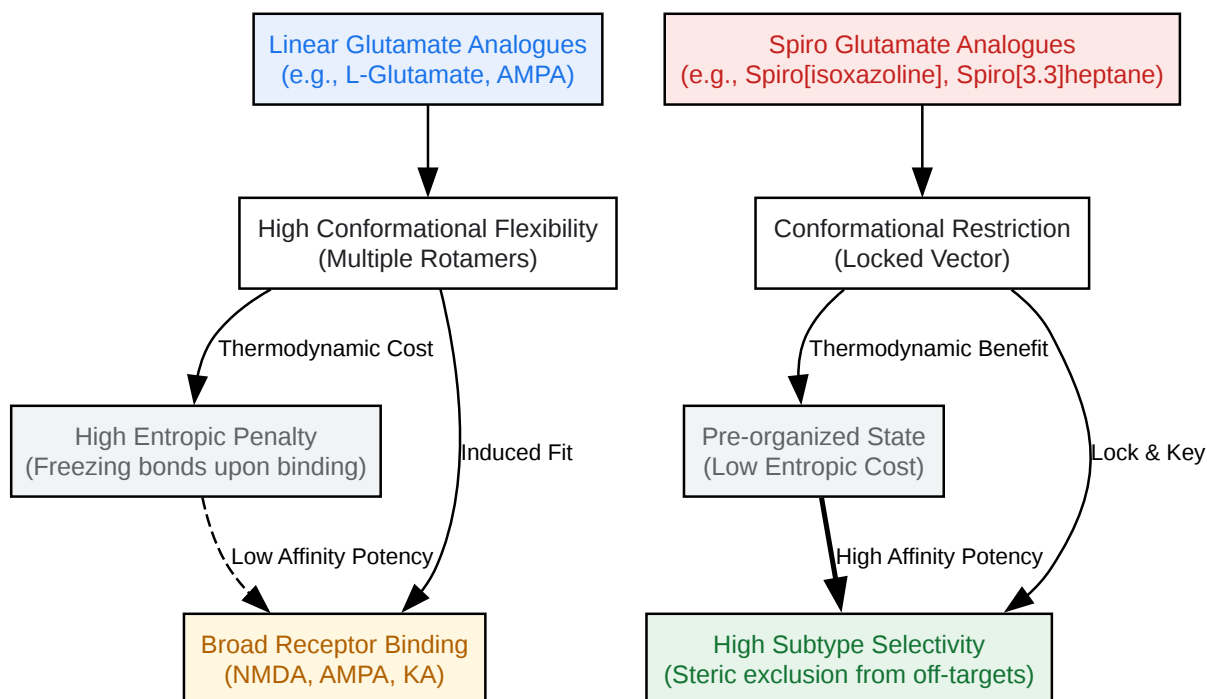 Linear Glutamate Analogues
(e.g., L-Glutamate, AMPA)
Spiro Glutamate Analogues
(e.g., Spiro[isoxazoline], Spiro[3.3]heptane)
High Conformational Flexibility
(Multiple Rotamers)
Conformational Restriction
(Locked Vector)
Thermodynamic Cost
Thermodynamic Benefit
High Entropic Penalty
(Freezing bonds upon binding)
Induced Fit
Pre-organized State
(Low Entropic Cost)
Lock & Key
Low Affinity Potency
High Affinity Potency
Broad Receptor Binding
(NMDA, AMPA, KA)
High Subtype Selectivity
(Steric exclusion from off-targets)